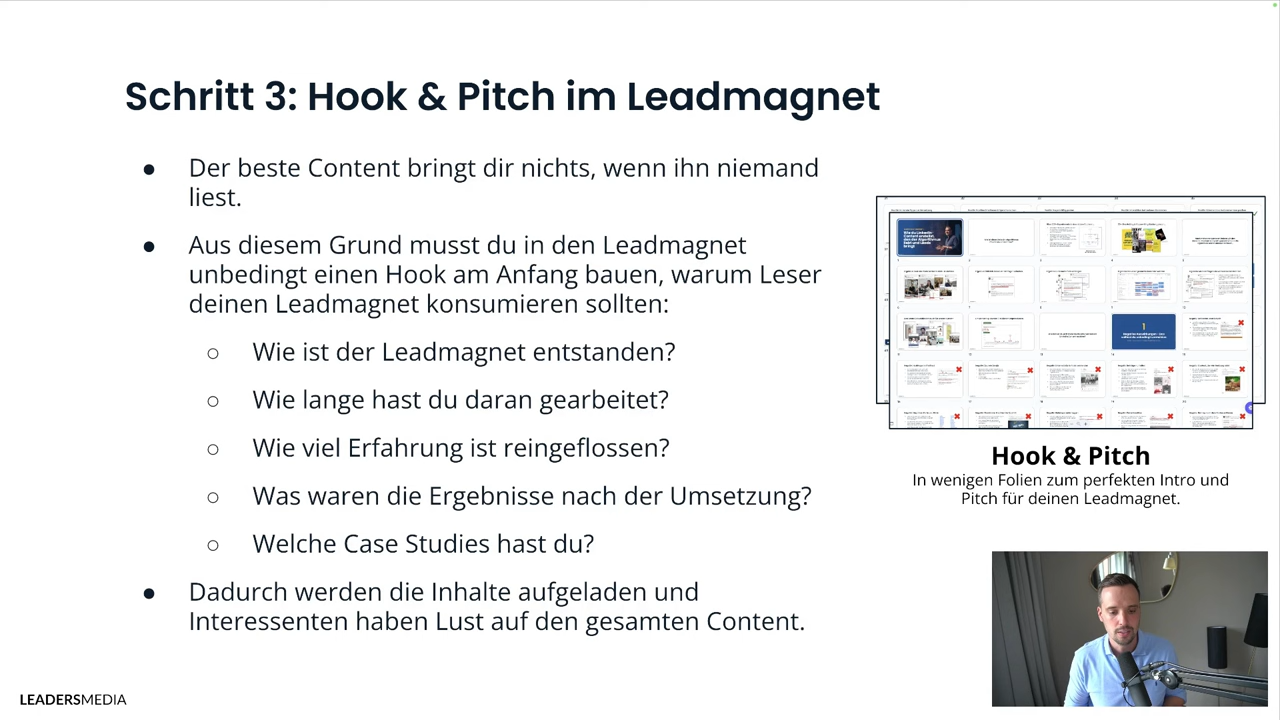 Schritt 3: Hook & Pitch im Leadmagnet
● Der beste Content bringt dir nichts, wenn ihn niemand
liest.
● Aus diesem Grund musst du in den Leadmagnet
unbedingt einen Hook am Anfang bauen, warum Leser
deinen Leadmagnet konsumieren sollten:
○ Wie ist der Leadmagnet entstanden?
○ Wie lange hast du daran gearbeitet?
○ Wie viel Erfahrung ist reingeflossen?
○ Was waren die Ergebnisse nach der Umsetzung?
○ Welche Case Studies hast du?
● Dadurch werden die Inhalte aufgeladen und
Interessenten haben Lust auf den gesamten Content.
Hook & Pitch
In wenigen Folien zum perfekten Intro und
Pitch für deinen Leadmagnet.
LEADERSMEDIA